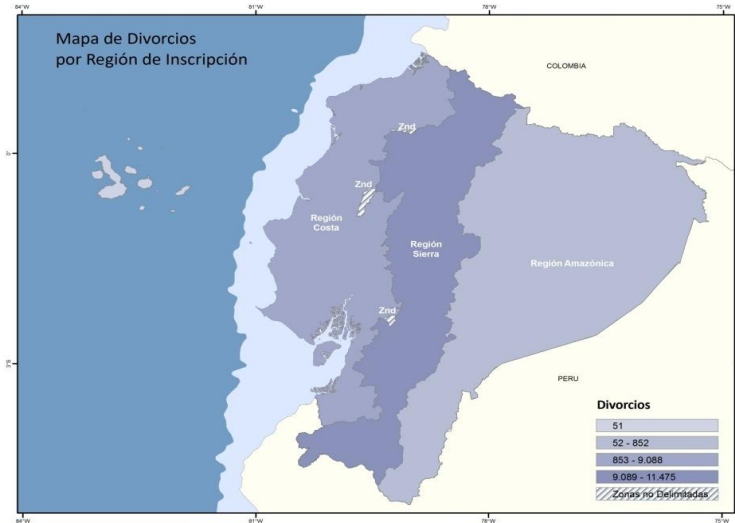 84°W
81°W
78°W
75°W
Mapa de Divorcios
por Región de Inscripción
COLOMBIA
Znd
0°
Znd
Región
Costa
Región
Sierra
Región Amazónica
Znd
3°S
PERU
Divorcios
51
52 - 852
853 - 9.088
9.089 - 11.475
Zonas no Delimitadas
84°W
81°W
78°W
75°W